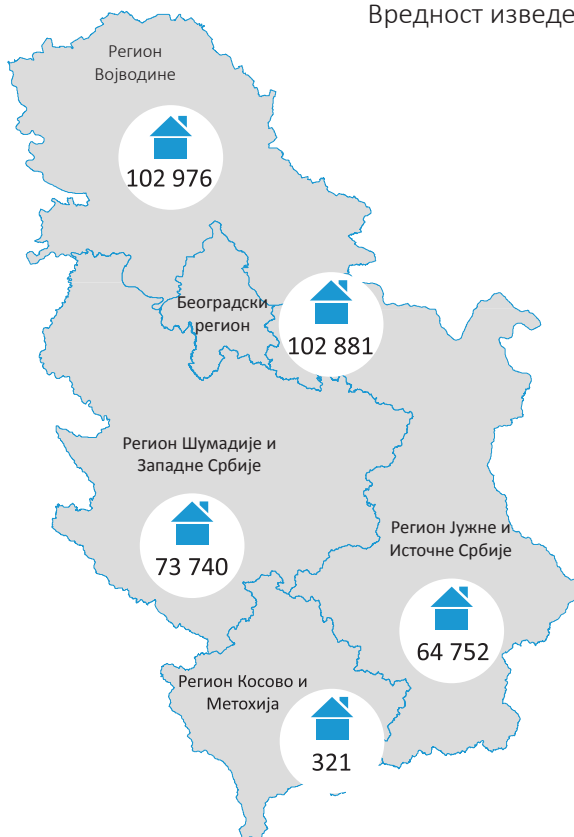 Вредност изведе
Регион
Војводине
102 976
Београдски
регион
102 881
Регион Шумадије и
Западне Србије
73 740
Регион Јужне и
Источне Србије
64 752
Регион Косово и
Метохија
321